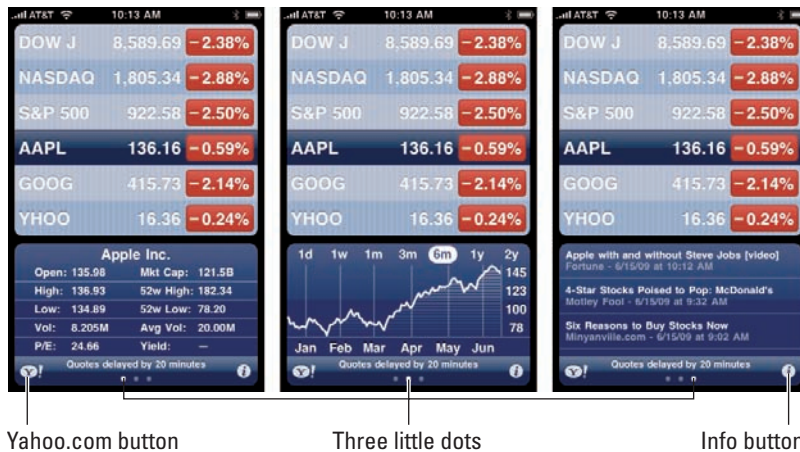 AT&T 10:13 AM
DOW J 8,589.69 −2.38%
NASDAQ 1,805.34 −2.88%
S&P 500 922.58 −2.50%
AAPL 136.16 −0.59%
GOOG 415.73 −2.14%
YHOO 16.36 −0.24%
Apple Inc.
Open: 135.98 Mkt Cap: 121.5B
High: 136.93 52w High: 182.34
Low: 134.89 52w Low: 78.20
Vol: 8.205M Avg Vol: 20.00M
P/E: 24.66 Yield: —
Quotes delayed by 20 minutes
Y!
i
AT&T 10:13 AM
DOW J 8,589.69 −2.38%
NASDAQ 1,805.34 −2.88%
S&P 500 922.58 −2.50%
AAPL 136.16 −0.59%
GOOG 415.73 −2.14%
YHOO 16.36 −0.24%
1d 1w 1m 3m 6m 1y 2y
145
123
100
78
Jan Feb Mar Apr May Jun
Quotes delayed by 20 minutes
Y!
i
AT&T 10:13 AM
DOW J 8,589.69 −2.38%
NASDAQ 1,805.34 −2.88%
S&P 500 922.58 −2.50%
AAPL 136.16 −0.59%
GOOG 415.73 −2.14%
YHOO 16.36 −0.24%
Apple with and without Steve Jobs [video]
Fortune - 6/15/09 at 10:12 AM
4-Star Stocks Poised to Pop: McDonald's
Motley Fool - 6/15/09 at 9:32 AM
Six Reasons to Buy Stocks Now
Minyanville.com - 6/15/09 at 9:02 AM
Quotes delayed by 20 minutes
Y!
i
Yahoo.com button
Three little dots
Info button